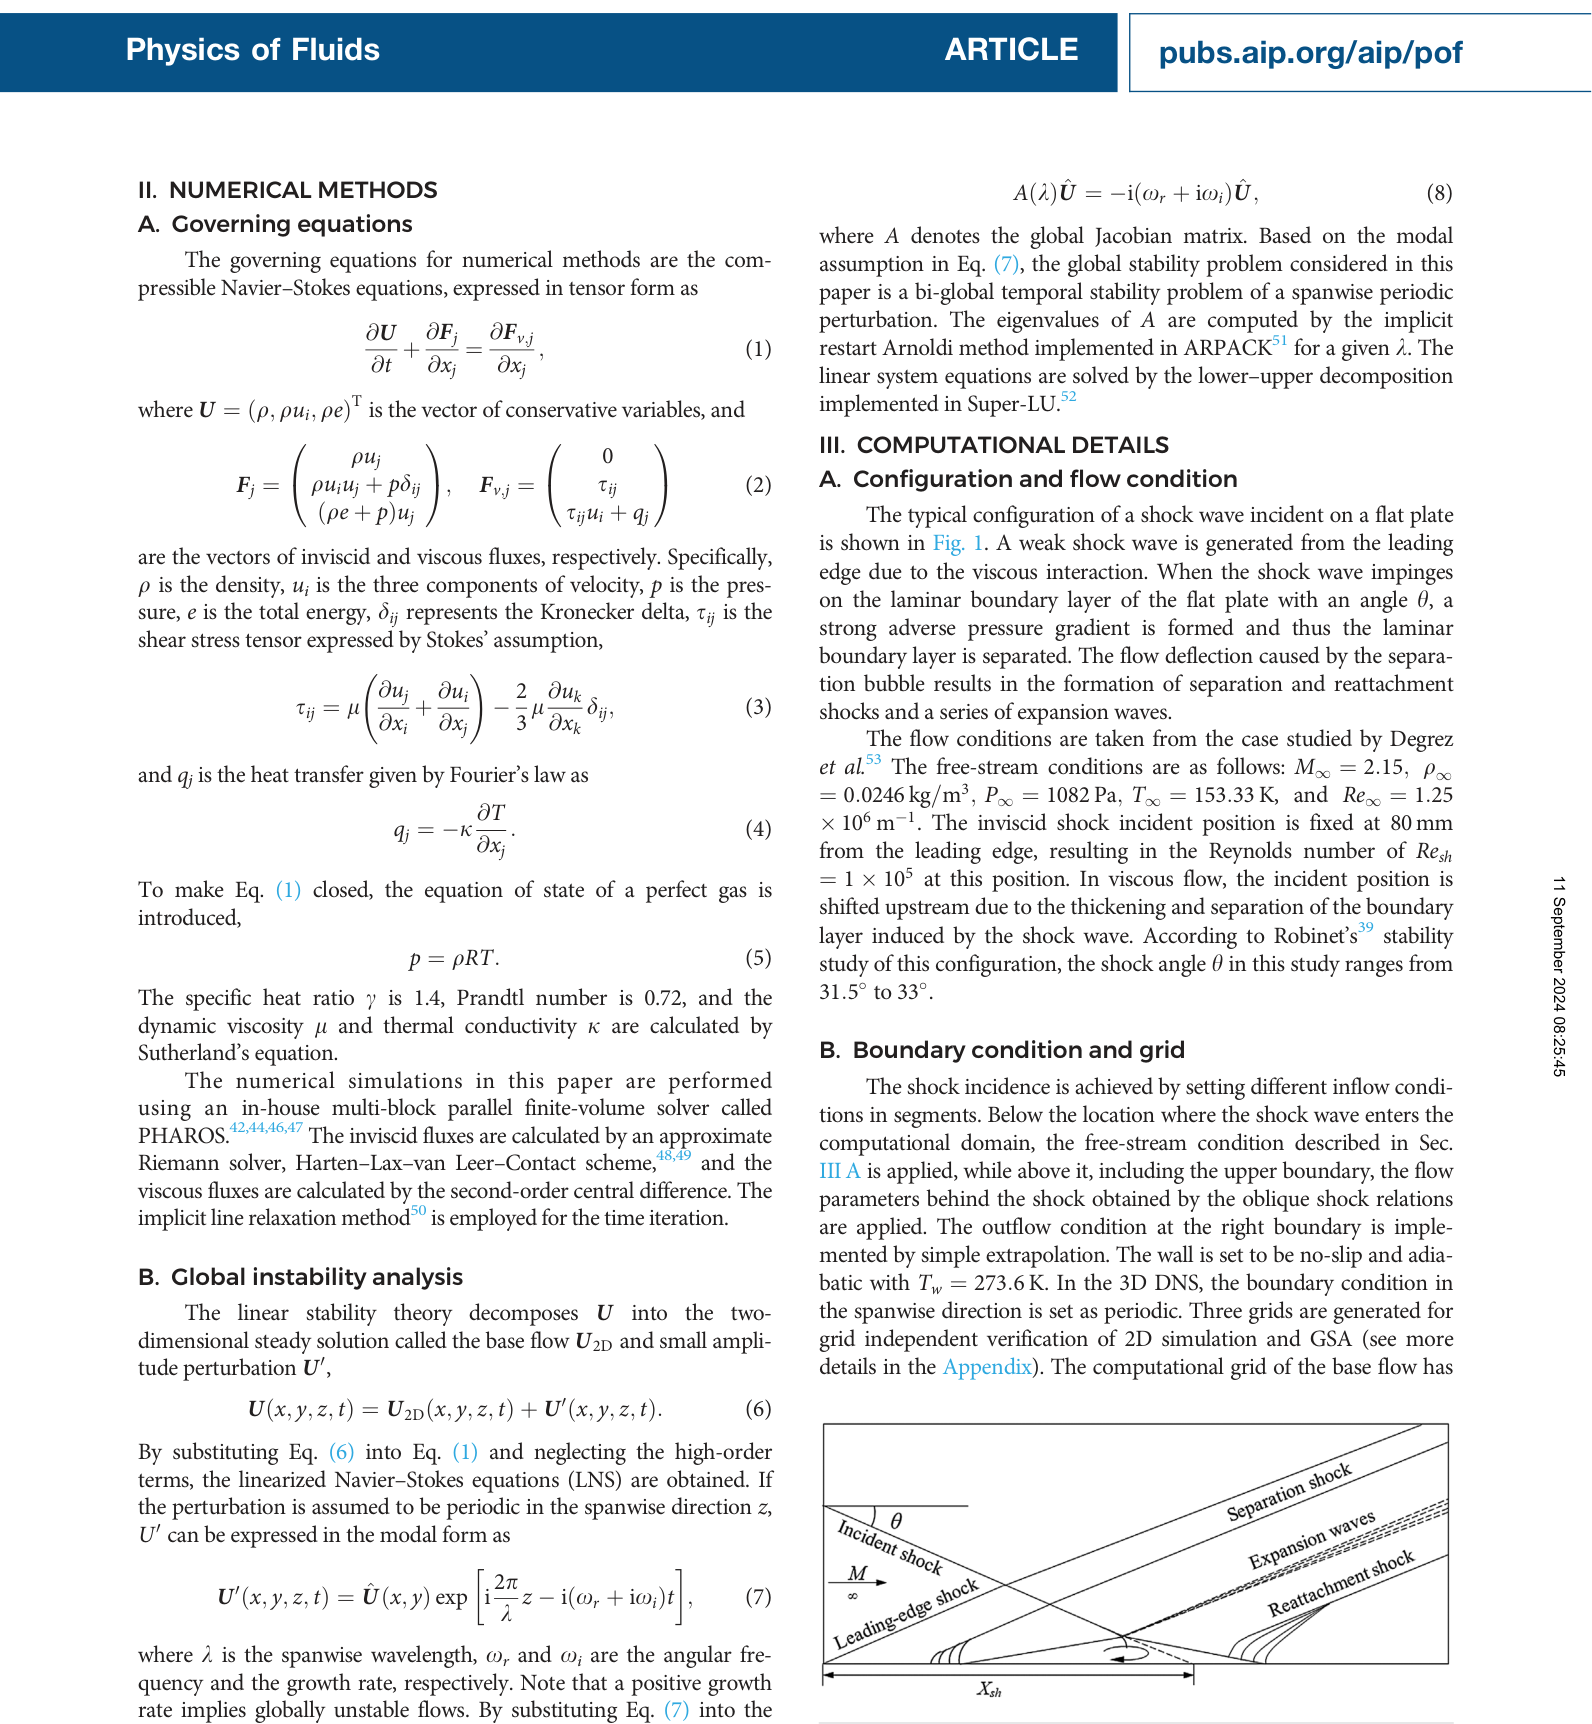 Physics of Fluids
ARTICLE
pubs.aip.org/aip/pof
II. NUMERICAL METHODS
A. Governing equations
The governing equations for numerical methods are the com-
pressible Navier–Stokes equations, expressed in tensor form as
∂U/∂t + ∂F_j/∂x_j = ∂F_{v,j}/∂x_j, (1)
where U = (ρ, ρu_i, ρe)^T is the vector of conservative variables, and
F_j = ( ρu_j ; ρu_iu_j + pδ_ij ; (ρe + p)u_j ), F_{v,j} = ( 0 ; τ_ij ; τ_ij u_i + q_j ) (2)
are the vectors of inviscid and viscous fluxes, respectively. Specifically,
ρ is the density, u_i is the three components of velocity, p is the pres-
sure, e is the total energy, δ_ij represents the Kronecker delta, τ_ij is the
shear stress tensor expressed by Stokes' assumption,
τ_ij = μ(∂u_j/∂x_i + ∂u_i/∂x_j) − 2/3 μ ∂u_k/∂x_k δ_ij, (3)
and q_j is the heat transfer given by Fourier's law as
q_j = −κ ∂T/∂x_j. (4)
To make Eq. (1) closed, the equation of state of a perfect gas is
introduced,
p = ρRT. (5)
The specific heat ratio γ is 1.4, Prandtl number is 0.72, and the
dynamic viscosity μ and thermal conductivity κ are calculated by
Sutherland's equation.
The numerical simulations in this paper are performed
using an in-house multi-block parallel finite-volume solver called
PHAROS.42,44,46,47 The inviscid fluxes are calculated by an approximate
Riemann solver, Harten–Lax–van Leer–Contact scheme,48,49 and the
viscous fluxes are calculated by the second-order central difference. The
implicit line relaxation method50 is employed for the time iteration.
B. Global instability analysis
The linear stability theory decomposes U into the two-
dimensional steady solution called the base flow U_2D and small ampli-
tude perturbation U′,
U(x, y, z, t) = U_2D(x, y, z, t) + U′(x, y, z, t). (6)
By substituting Eq. (6) into Eq. (1) and neglecting the high-order
terms, the linearized Navier–Stokes equations (LNS) are obtained. If
the perturbation is assumed to be periodic in the spanwise direction z,
U′ can be expressed in the modal form as
U′(x, y, z, t) = Û(x, y) exp [i 2π/λ z − i(ω_r + iω_i)t], (7)
where λ is the spanwise wavelength, ω_r and ω_i are the angular fre-
quency and the growth rate, respectively. Note that a positive growth
rate implies globally unstable flows. By substituting Eq. (7) into the
A(λ)Û = −i(ω_r + iω_i)Û, (8)
where A denotes the global Jacobian matrix. Based on the modal
assumption in Eq. (7), the global stability problem considered in this
paper is a bi-global temporal stability problem of a spanwise periodic
perturbation. The eigenvalues of A are computed by the implicit
restart Arnoldi method implemented in ARPACK51 for a given λ. The
linear system equations are solved by the lower–upper decomposition
implemented in Super-LU.52
III. COMPUTATIONAL DETAILS
A. Configuration and flow condition
The typical configuration of a shock wave incident on a flat plate
is shown in Fig. 1. A weak shock wave is generated from the leading
edge due to the viscous interaction. When the shock wave impinges
on the laminar boundary layer of the flat plate with an angle θ, a
strong adverse pressure gradient is formed and thus the laminar
boundary layer is separated. The flow deflection caused by the separa-
tion bubble results in the formation of separation and reattachment
shocks and a series of expansion waves.
The flow conditions are taken from the case studied by Degrez
et al.53 The free-stream conditions are as follows: M_∞ = 2.15, ρ_∞
= 0.0246 kg/m³, P_∞ = 1082 Pa, T_∞ = 153.33 K, and Re_∞ = 1.25
× 10⁶ m⁻¹. The inviscid shock incident position is fixed at 80 mm
from the leading edge, resulting in the Reynolds number of Re_sh
= 1 × 10⁵ at this position. In viscous flow, the incident position is
shifted upstream due to the thickening and separation of the boundary
layer induced by the shock wave. According to Robinet's39 stability
study of this configuration, the shock angle θ in this study ranges from
31.5° to 33°.
B. Boundary condition and grid
The shock incidence is achieved by setting different inflow condi-
tions in segments. Below the location where the shock wave enters the
computational domain, the free-stream condition described in Sec.
III A is applied, while above it, including the upper boundary, the flow
parameters behind the shock obtained by the oblique shock relations
are applied. The outflow condition at the right boundary is imple-
mented by simple extrapolation. The wall is set to be no-slip and adia-
batic with T_w = 273.6 K. In the 3D DNS, the boundary condition in
the spanwise direction is set as periodic. Three grids are generated for
grid independent verification of 2D simulation and GSA (see more
details in the Appendix). The computational grid of the base flow has
θ
Incident shock
M
∞
Leading-edge shock
Separation shock
Expansion waves
Reattachment shock
X_sh
11 September 2024 08:25:45